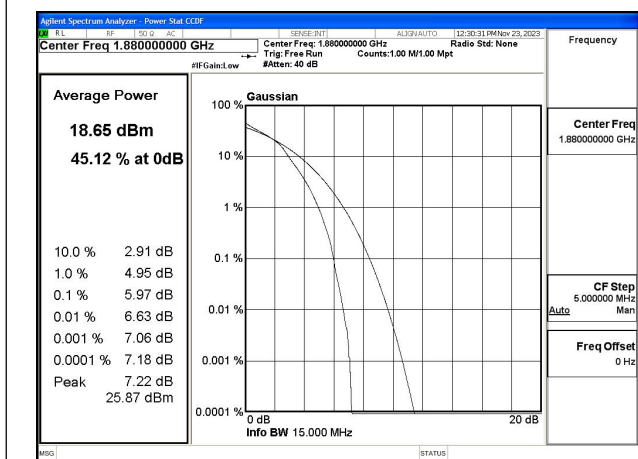 Agilent Spectrum Analyzer - Power Stat CCDF
LXI RL RF 50 Ω AC SENSE:INT ALIGN AUTO 12:30:31 PM Nov 23, 2023
Center Freq 1.880000000 GHz
Center Freq: 1.880000000 GHz Radio Std: None
Trig: Free Run Counts:1.00 M/1.00 Mpt
#IFGain:Low #Atten: 40 dB
Frequency
Average Power
18.65 dBm
45.12 % at 0dB
10.0 % 2.91 dB
1.0 % 4.95 dB
0.1 % 5.97 dB
0.01 % 6.63 dB
0.001 % 7.06 dB
0.0001 % 7.18 dB
Peak 7.22 dB
25.87 dBm
100 % Gaussian
10 %
1 %
0.1 %
0.01 %
0.001 %
0.0001 %
0 dB 20 dB
Info BW 15.000 MHz
Center Freq
1.880000000 GHz
CF Step
5.000000 MHz
Auto Man
Freq Offset
0 Hz
MSG STATUS